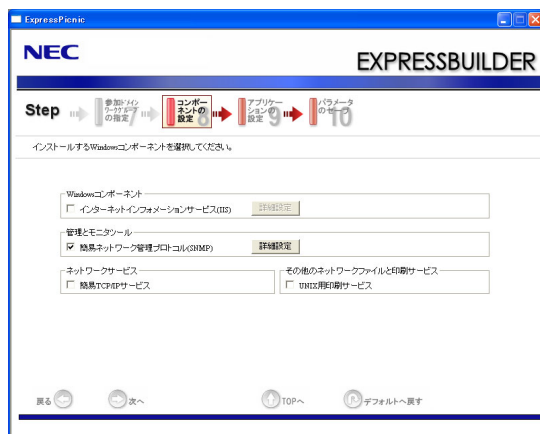 ExpressPicnic
NEC
EXPRESSBUILDER
Step
参加ドメイン
ワークグループ
の指定 7
コンポー
ネントの
設定 8
アプリケー
ションの
設定 9
パラメータ
のセーブ 10
インストールするWindowsコンポーネントを選択してください。
Windowsコンポーネント
インターネットインフォメーションサービス(IIS) 詳細設定
管理とモニタツール
簡易ネットワーク管理プロトコル(SNMP) 詳細設定
ネットワークサービス
簡易TCP/IPサービス
その他のネットワークファイルと印刷サービス
UNIX用印刷サービス
戻る 次へ TOPへ デフォルトへ戻す